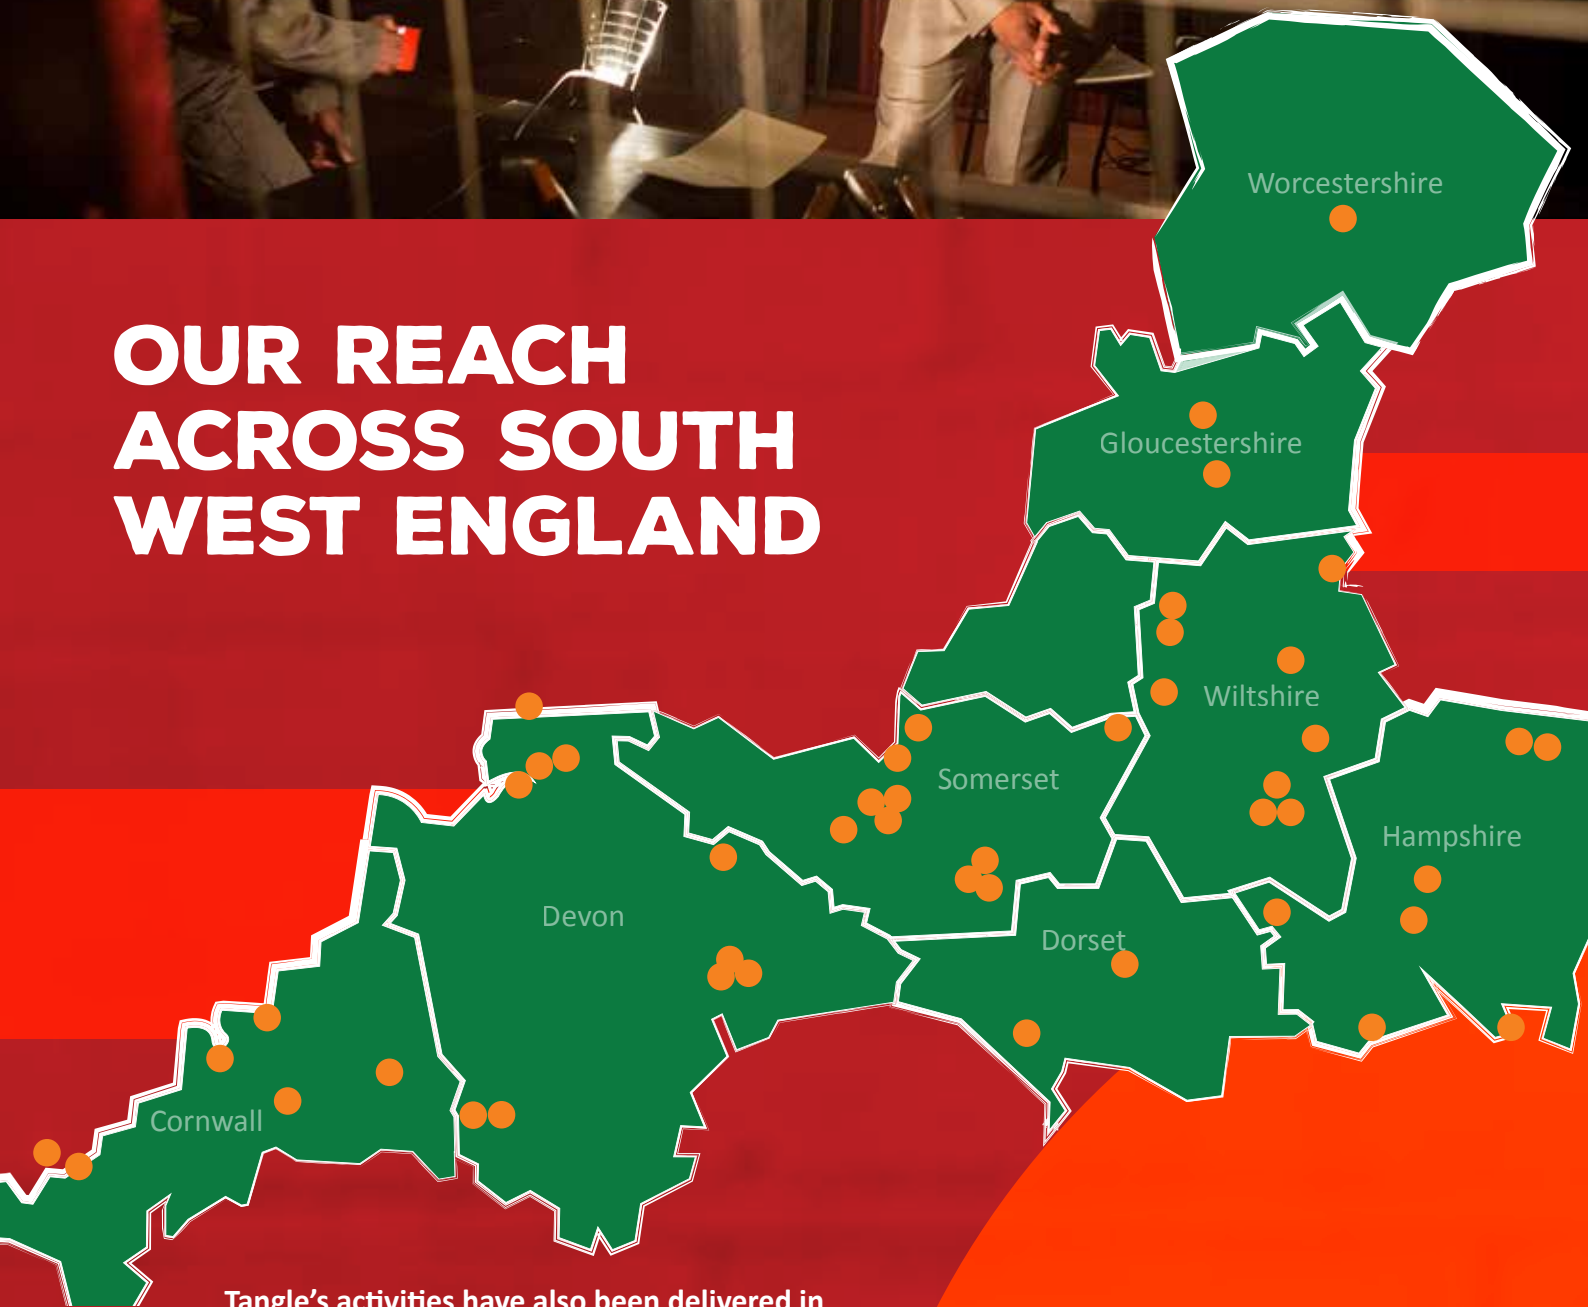 OUR REACH
ACROSS SOUTH
WEST ENGLAND
Worcestershire
Gloucestershire
Wiltshire
Somerset
Hampshire
Devon
Dorset
Cornwall
Tangle's activities have also been delivered in